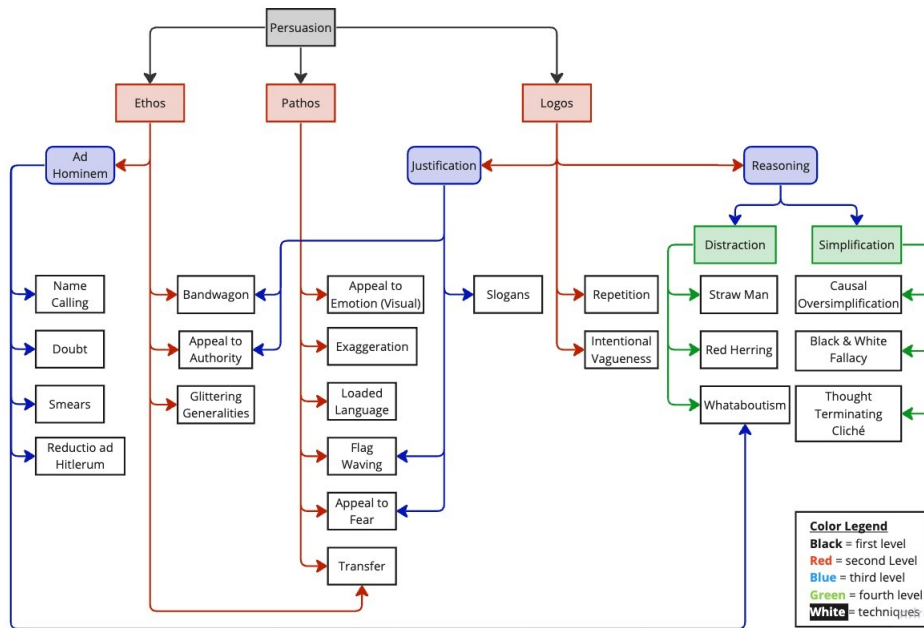 Persuasion
Ethos
Pathos
Logos
Ad
Hominem
Justification
Reasoning
Distraction
Simplification
Name
Calling
Bandwagon
Appeal to
Emotion (Visual)
Slogans
Repetition
Straw Man
Causal
Oversimplification
Doubt
Appeal to
Authority
Exaggeration
Intentional
Vagueness
Red Herring
Black & White
Fallacy
Smears
Glittering
Generalities
Loaded
Language
Whataboutism
Thought
Terminating
Cliché
Reductio ad
Hitlerum
Flag
Waving
Appeal to
Fear
Transfer
Color Legend
Black = first level
Red = second Level
Blue = third level
Green = fourth level
White = techniques